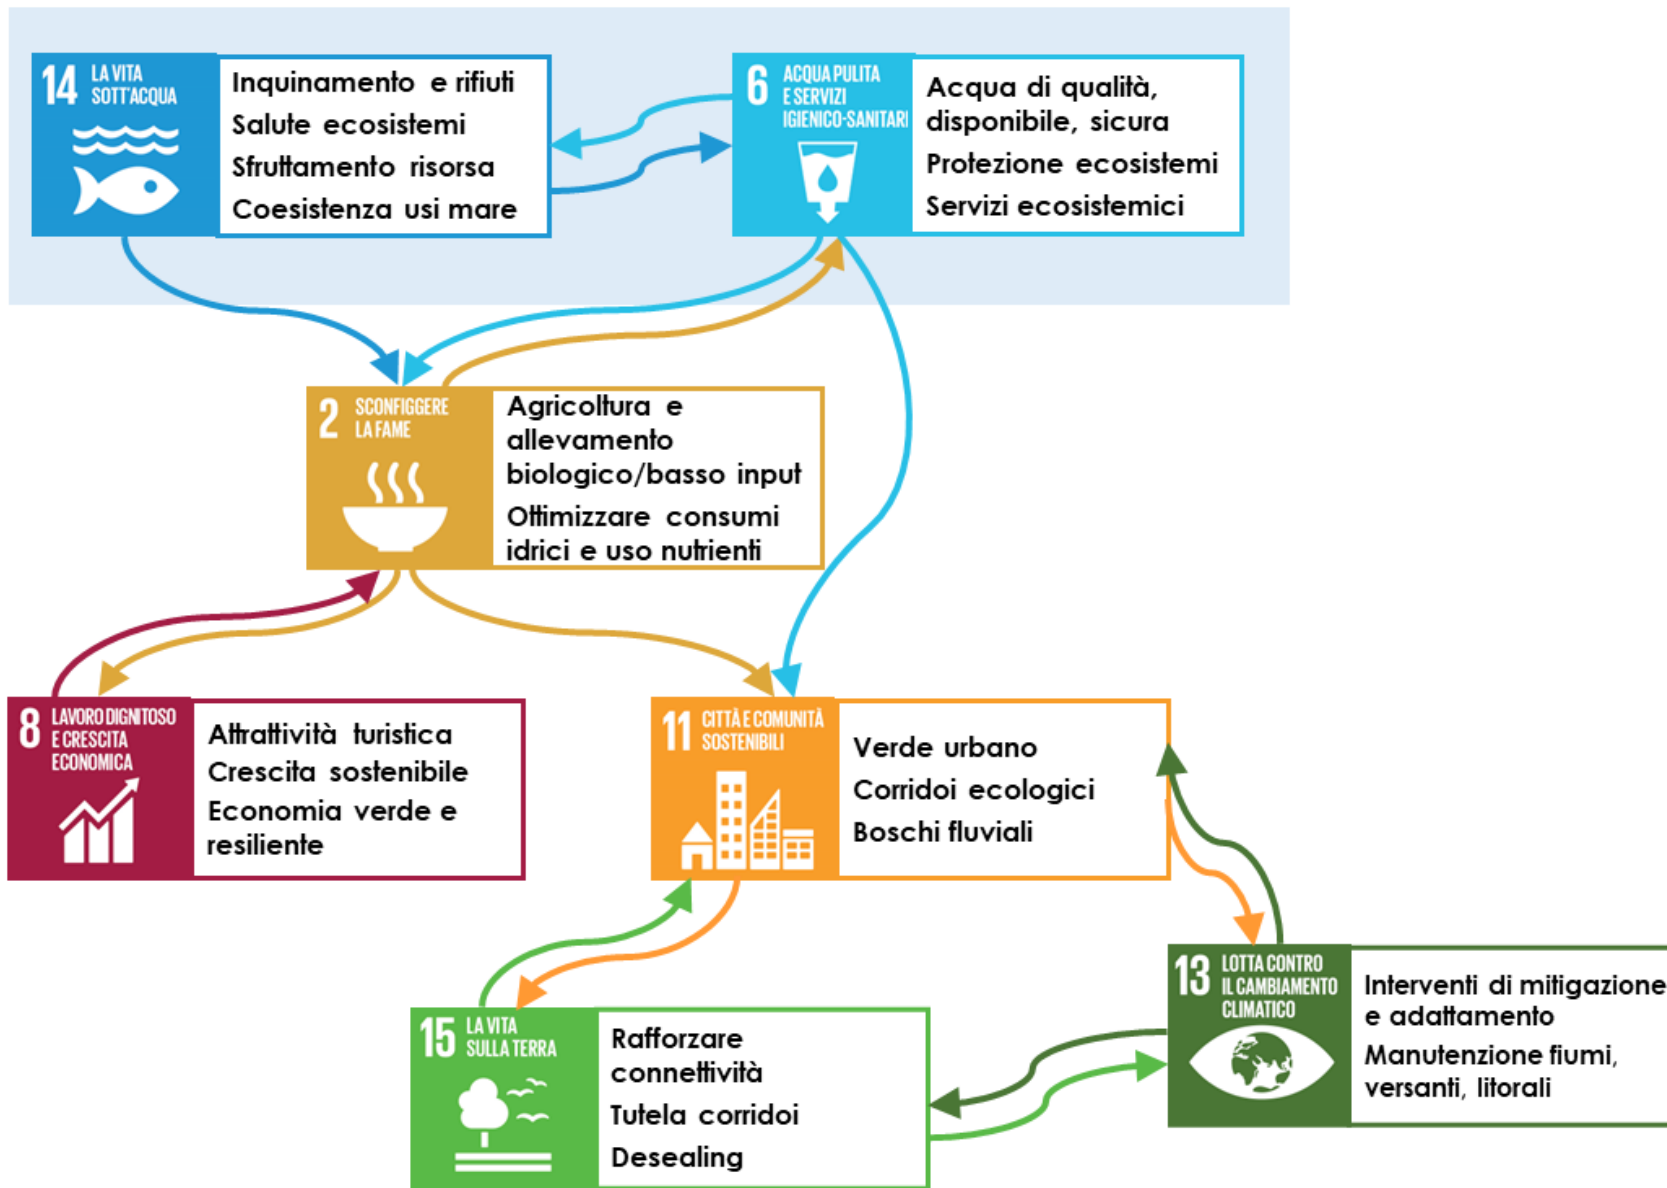 14 LA VITA
SOTT'ACQUA
Inquinamento e rifiuti
Salute ecosistemi
Sfruttamento risorsa
Coesistenza usi mare
6 ACQUA PULITA
E SERVIZI
IGIENICO-SANITARI
Acqua di qualità,
disponibile, sicura
Protezione ecosistemi
Servizi ecosistemici
2 SCONFIGGERE
LA FAME
Agricoltura e
allevamento
biologico/basso input
Ottimizzare consumi
idrici e uso nutrienti
8 LAVORO DIGNITOSO
E CRESCITA
ECONOMICA
Attrattività turistica
Crescita sostenibile
Economia verde e
resiliente
11 CITTÀ E COMUNITÀ
SOSTENIBILI
Verde urbano
Corridoi ecologici
Boschi fluviali
15 LA VITA
SULLA TERRA
Rafforzare
connettività
Tutela corridoi
Desealing
13 LOTTA CONTRO
IL CAMBIAMENTO
CLIMATICO
Interventi di mitigazione
e adattamento
Manutenzione fiumi,
versanti, litorali